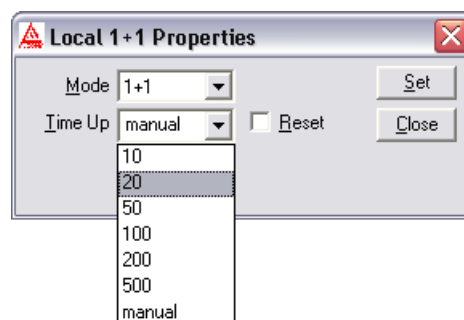 Local 1+1 Properties
Mode 1+1 Set
Time Up manual Reset Close
10
20
50
100
200
500
manual